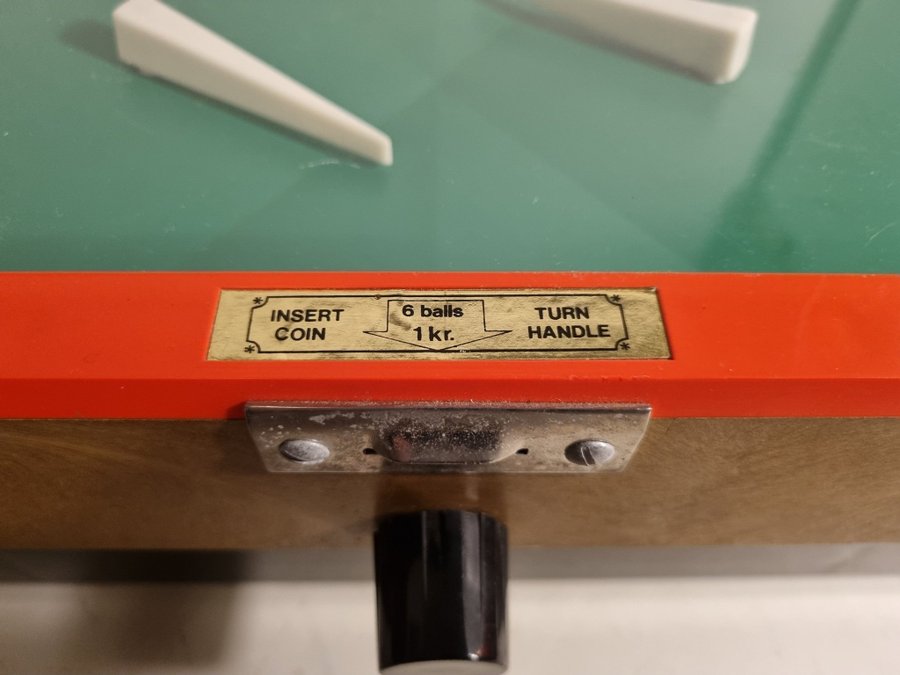 INSERT
COIN
6 balls
1 kr.
TURN
HANDLE